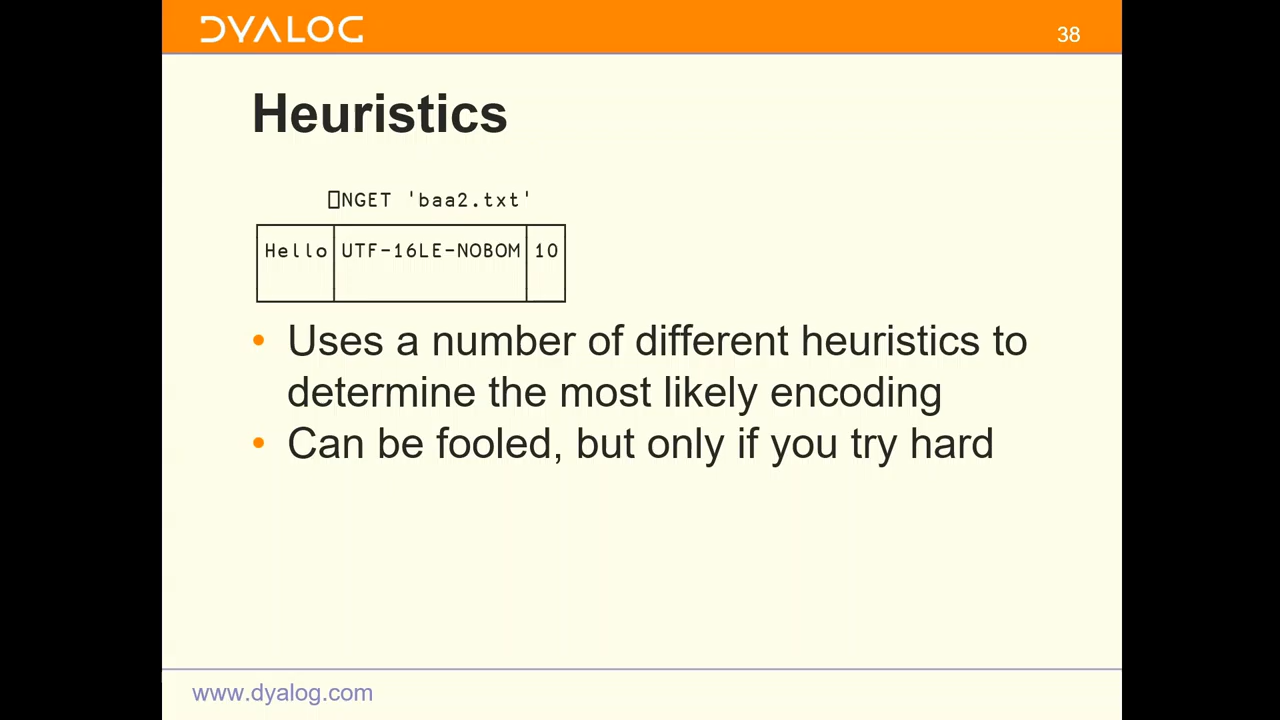 DYALOG
38
Heuristics
⎕NGET 'baa2.txt'
Hello UTF-16LE-NOBOM 10
• Uses a number of different heuristics to
determine the most likely encoding
• Can be fooled, but only if you try hard
www.dyalog.com